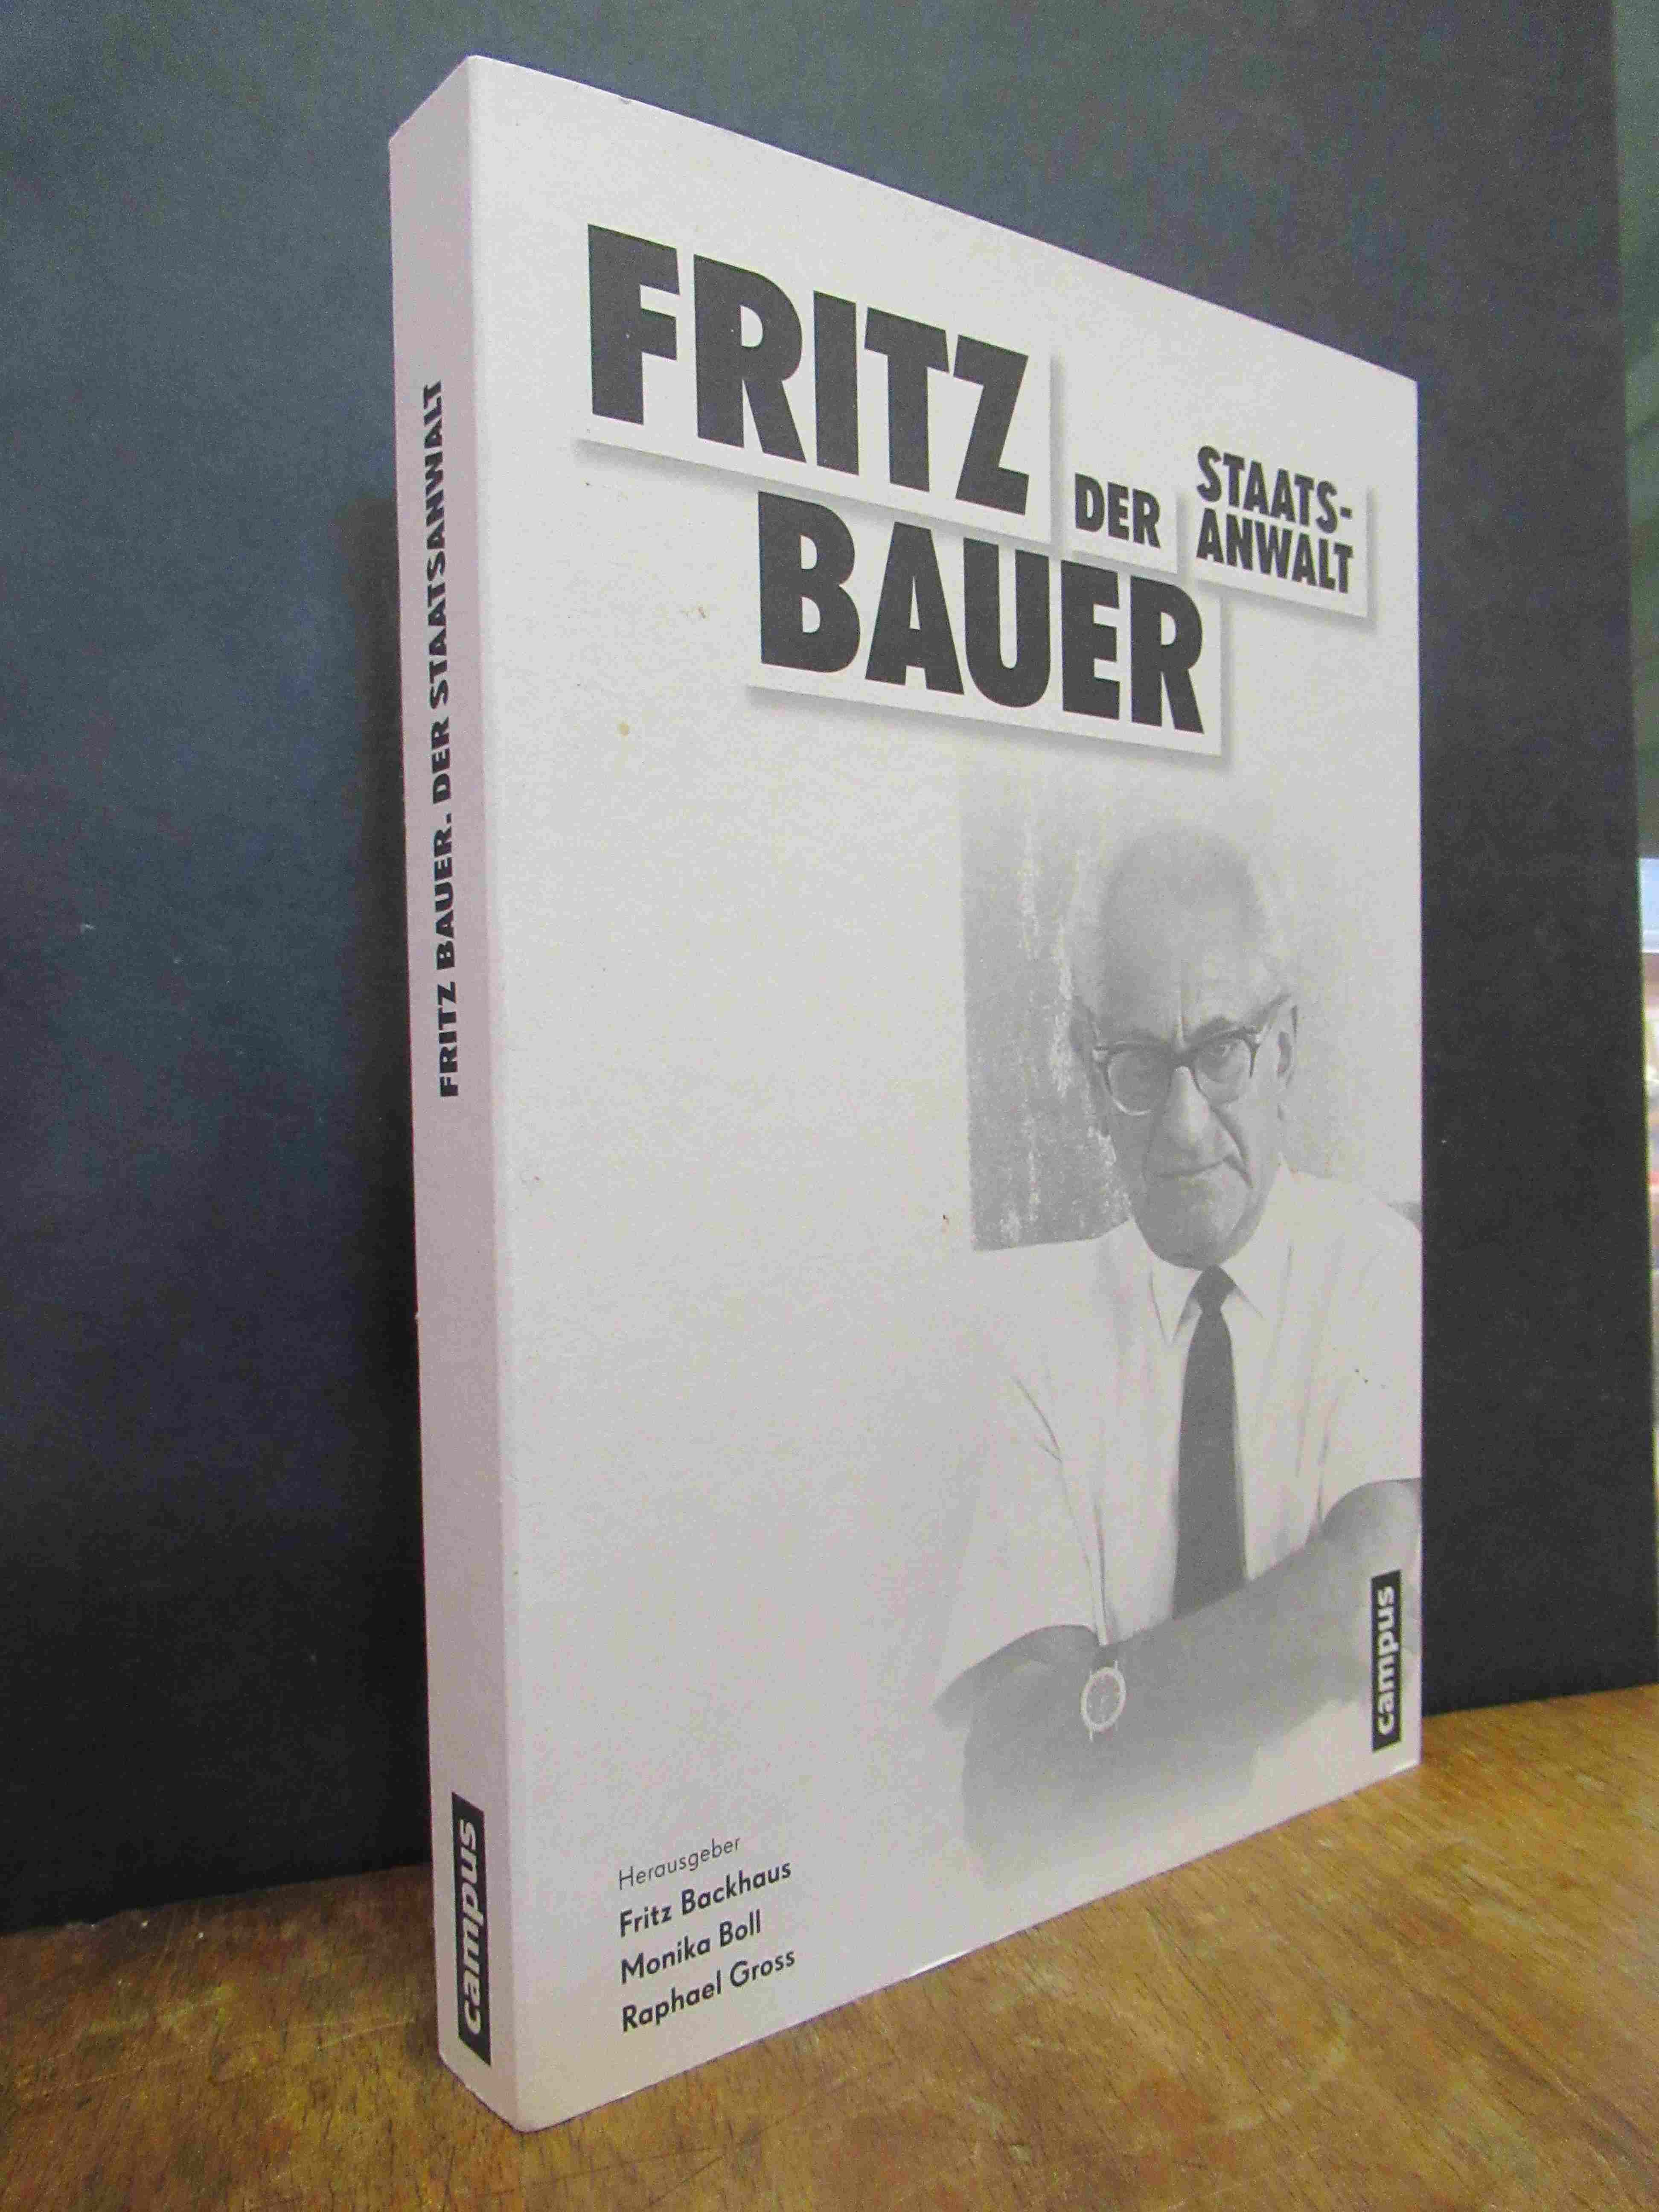 FRITZ BAUER. DER STAATSANWALT
campus
FRITZ
BAUER
DER
STAATS-
ANWALT
campus
Herausgeber
Fritz Backhaus
Monika Boll
Raphael Gross